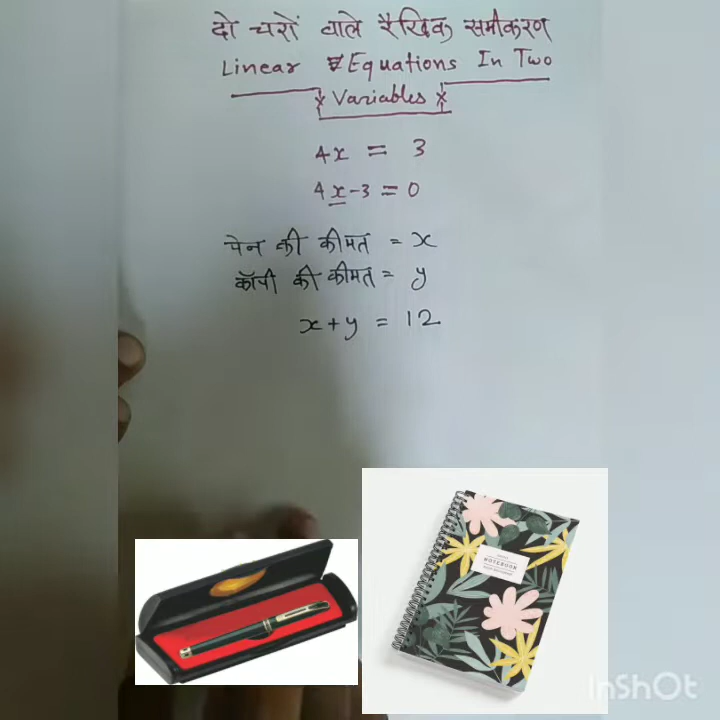 दो चरों वाले रैखिक समीकरण
Linear Equations In Two
Variables
4x = 3
4x-3=0
पेन की कीमत = x
कॉपी की कीमत = y
x+y = 12
NOTEBOOK
InShOt